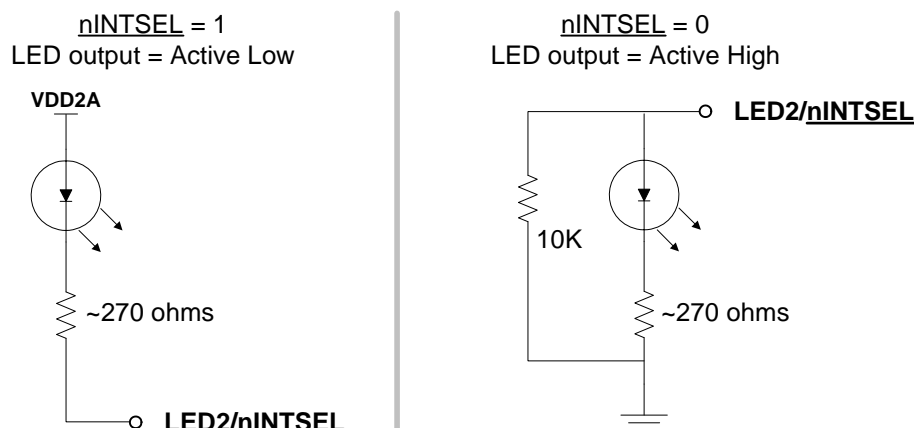 nINTSEL = 1
LED output = Active Low
VDD2A
~270 ohms
LED2/nINTSEL
nINTSEL = 0
LED output = Active High
LED2/nINTSEL
10K
~270 ohms